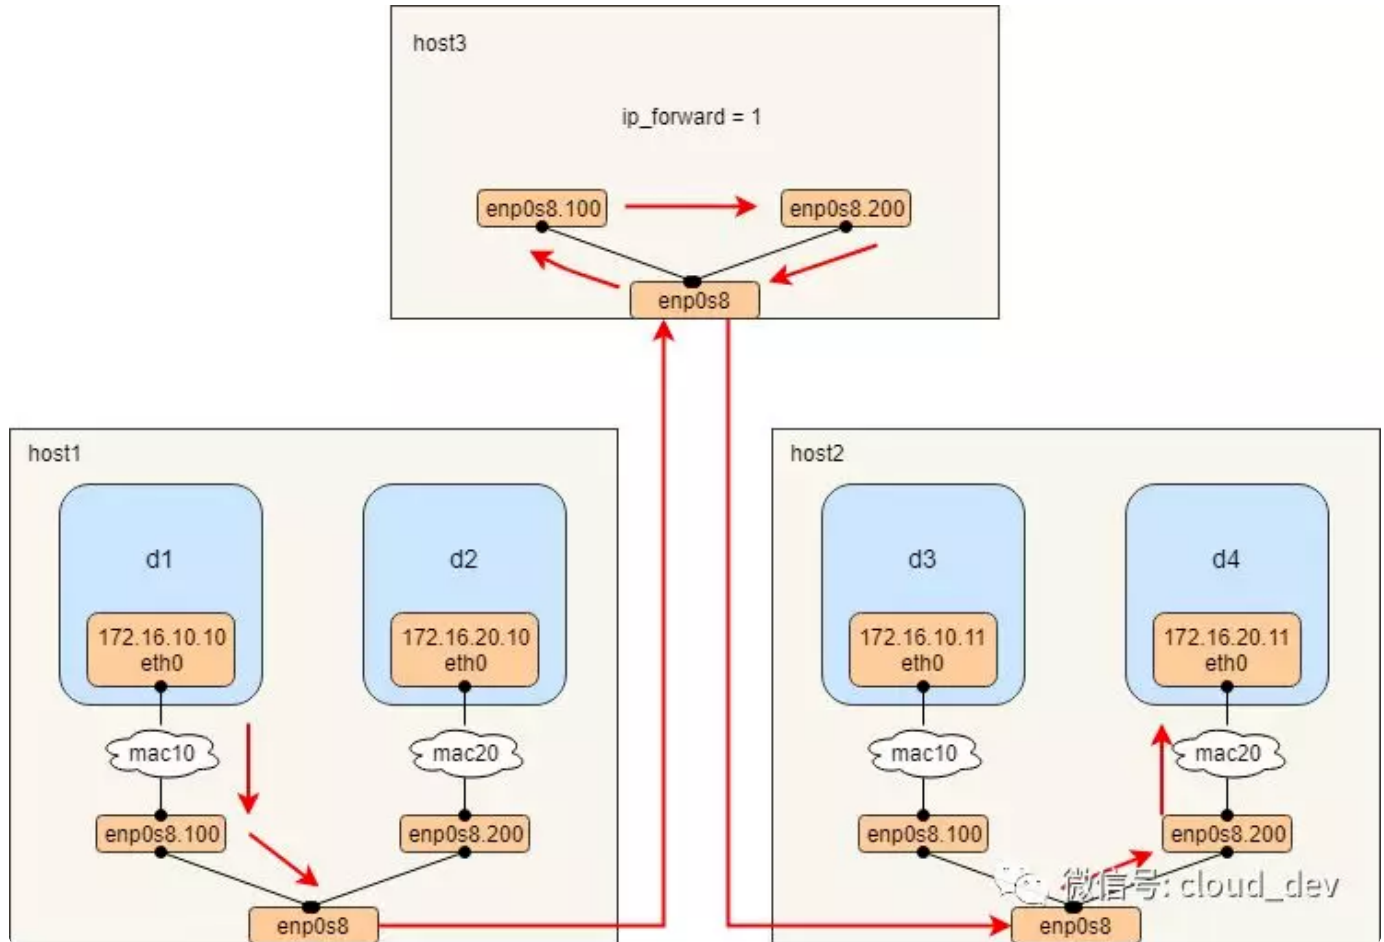 host3
ip_forward = 1
enp0s8.100
enp0s8.200
enp0s8
host1
d1
172.16.10.10
eth0
mac10
enp0s8.100
d2
172.16.20.10
eth0
mac20
enp0s8.200
enp0s8
host2
d3
172.16.10.11
eth0
mac10
enp0s8.100
d4
172.16.20.11
eth0
mac20
enp0s8.200
enp0s8
微信号: cloud_dev